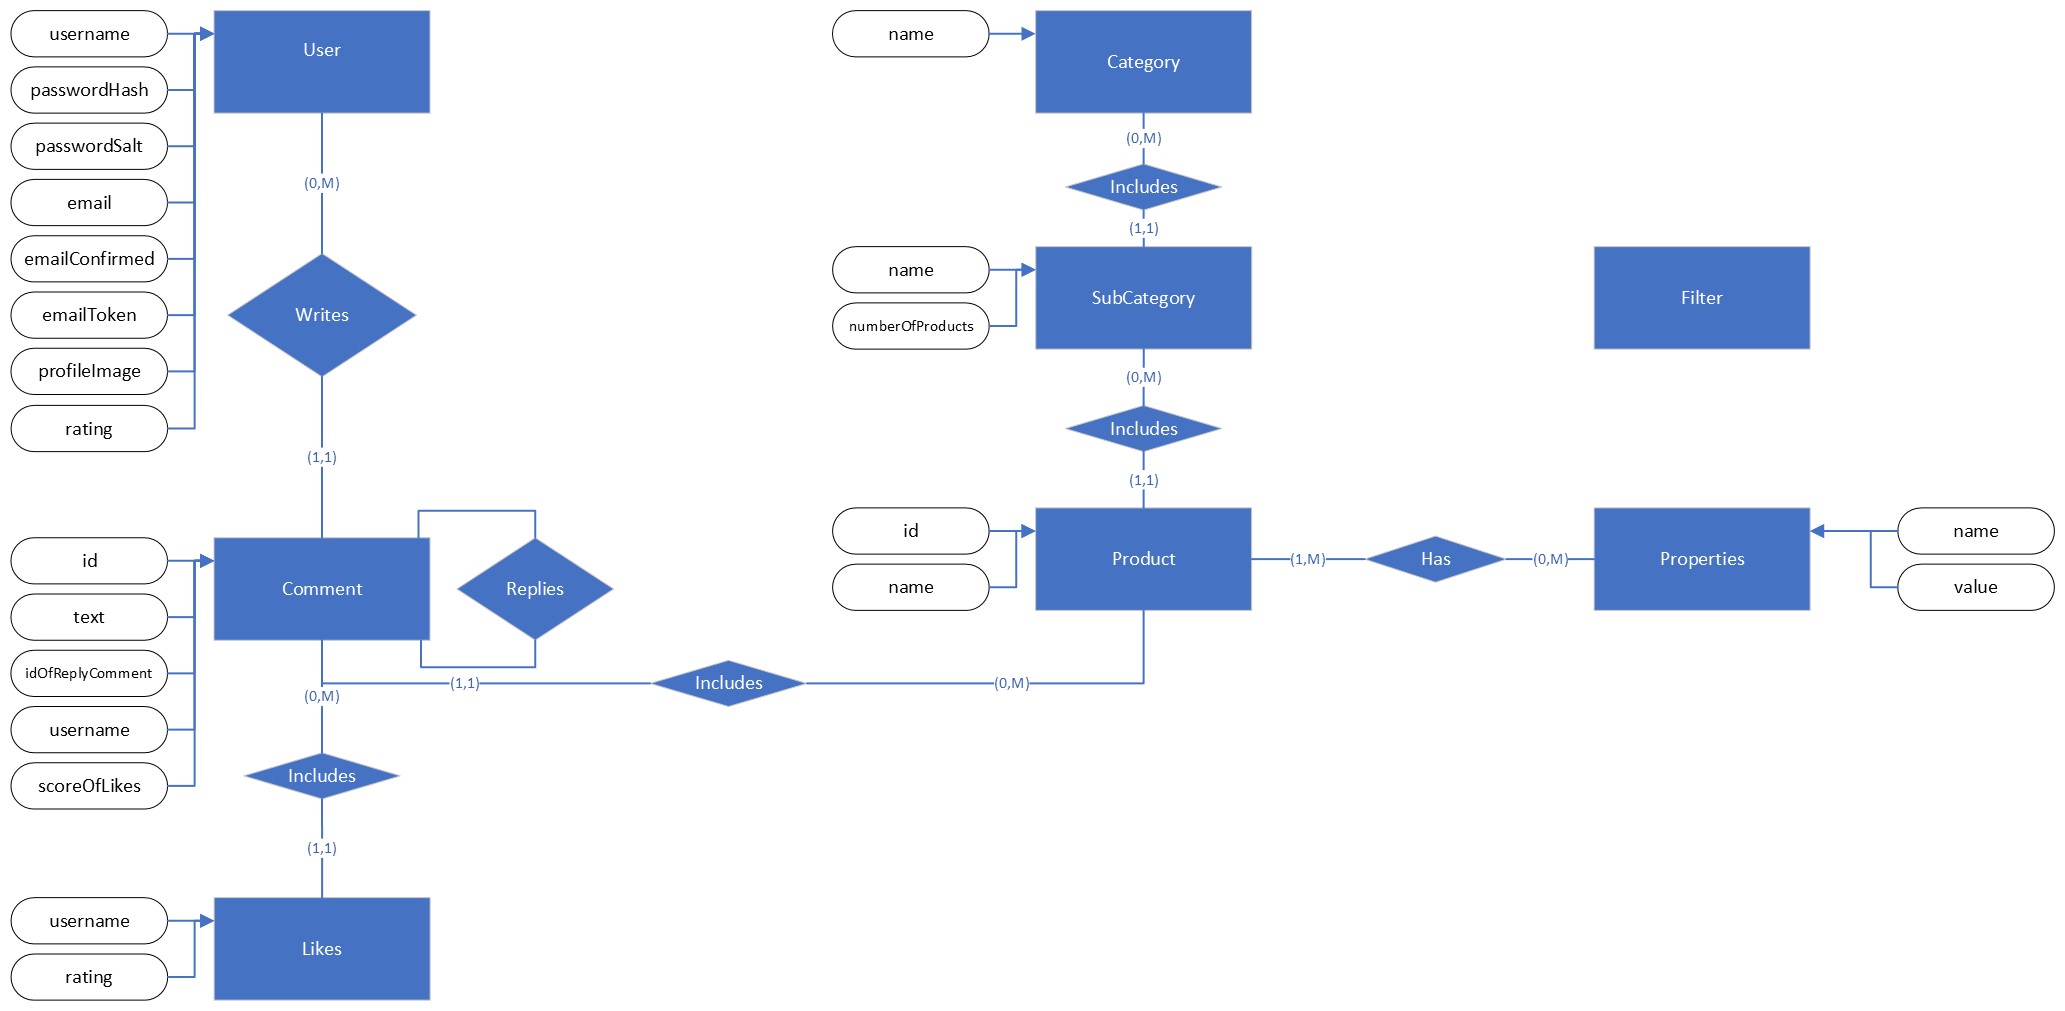 username
User
passwordHash
passwordSalt
email
emailConfirmed
emailToken
profileImage
rating
(0,M)
Writes
(1,1)
id
text
idOfReplyComment
username
scoreOfLikes
Comment
Replies
(0,M)
(1,1)
Includes
(0,M)
Includes
(1,1)
username
rating
Likes
name
Category
(0,M)
Includes
(1,1)
name
numberOfProducts
SubCategory
(0,M)
Includes
(1,1)
id
name
Product
(1,M)
Has
(0,M)
Filter
Properties
name
value